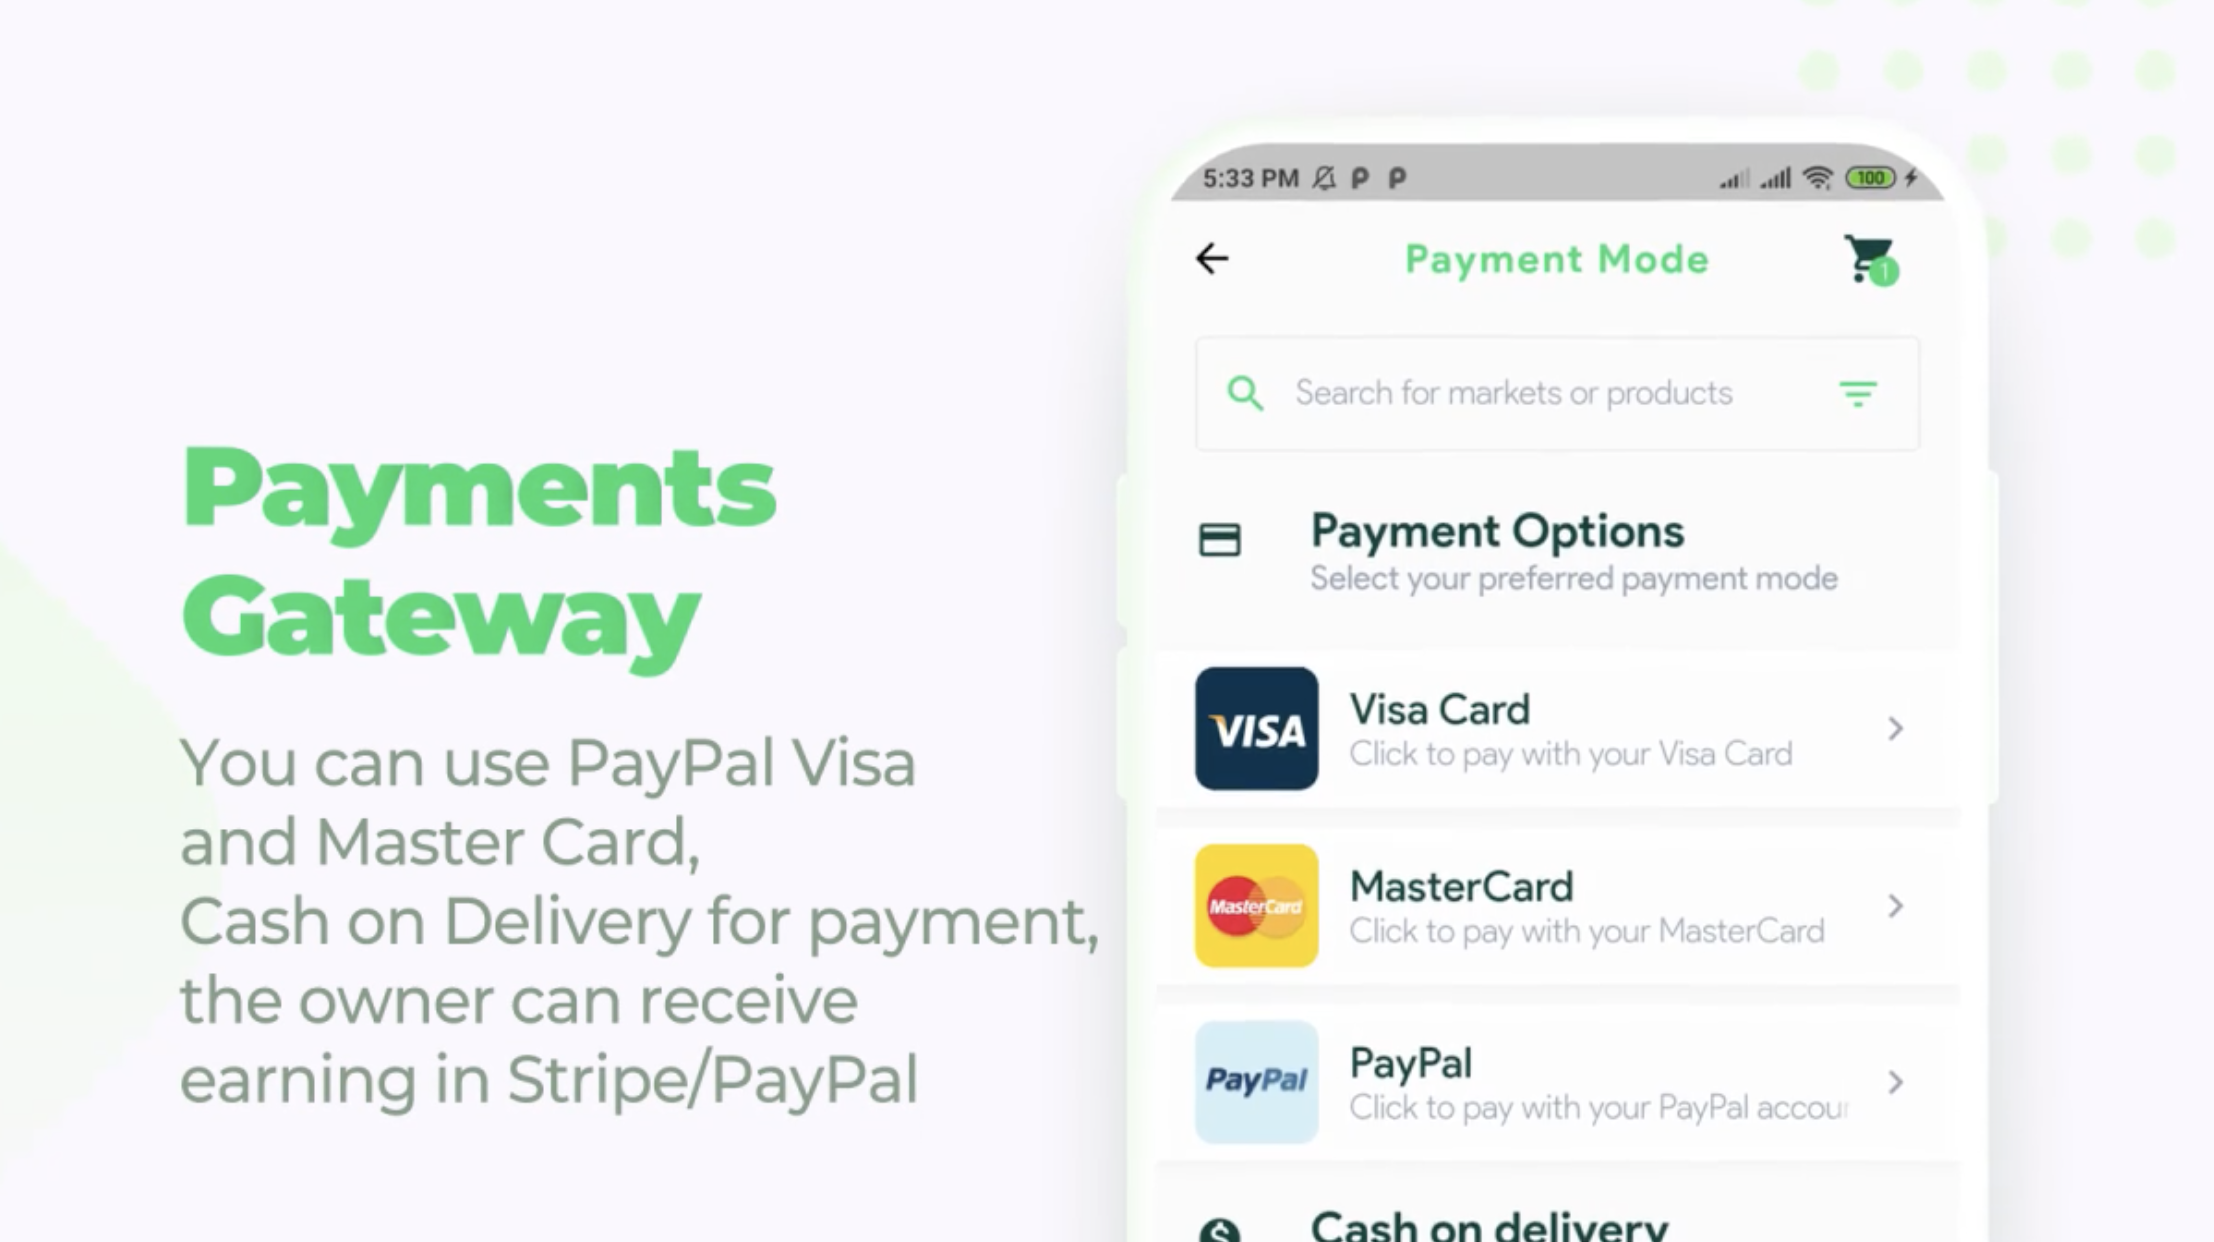 Payments
Gateway
You can use PayPal Visa
and Master Card,
Cash on Delivery for payment,
the owner can receive
earning in Stripe/PayPal
5:33 PM
100
Payment Mode
1
Search for markets or products
Payment Options
Select your preferred payment mode
VISA
Visa Card
Click to pay with your Visa Card
MasterCard
MasterCard
Click to pay with your MasterCard
PayPal
PayPal
Click to pay with your PayPal accour
Cash on delivery